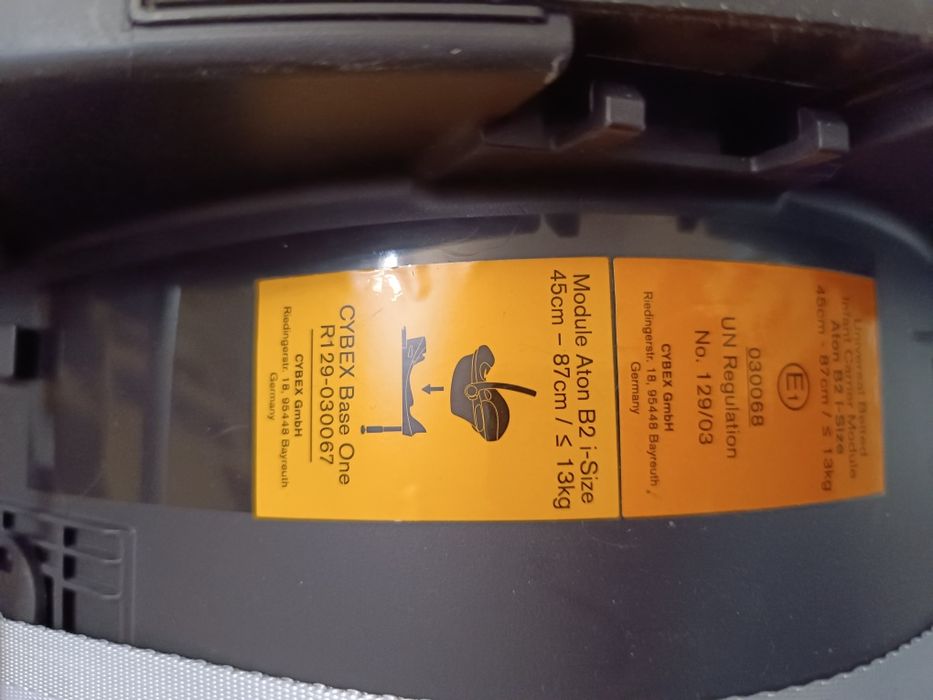 Universal Belted
Infant Carrier Module
Aton B2 i-Size
45cm - 87cm / ≤ 13kg
E1
030068
UN Regulation
No. 129/03
CYBEX GmbH
Riedingerstr. 18, 95448 Bayreuth /
Germany
Module Aton B2 i-Size
45cm – 87cm / ≤ 13kg
CYBEX Base One
R129-030067
CYBEX GmbH
Riedingerstr. 18, 95448 Bayreuth
Germany